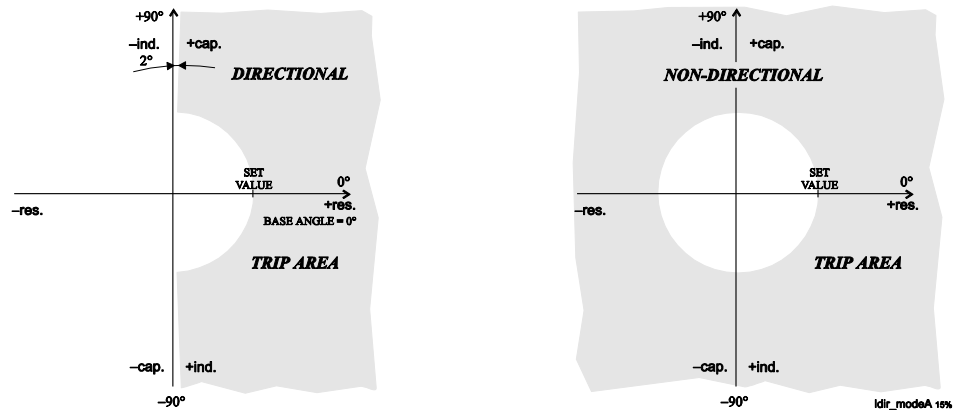 +90°
–ind. +cap.
2°
DIRECTIONAL
SET
VALUE
0°
–res.
+res.
BASE ANGLE = 0°
TRIP AREA
–cap. +ind.
–90°
+90°
–ind. +cap.
NON-DIRECTIONAL
SET
VALUE
0°
–res.
+res.
TRIP AREA
–cap. +ind.
–90°
Idir_modeA 15%